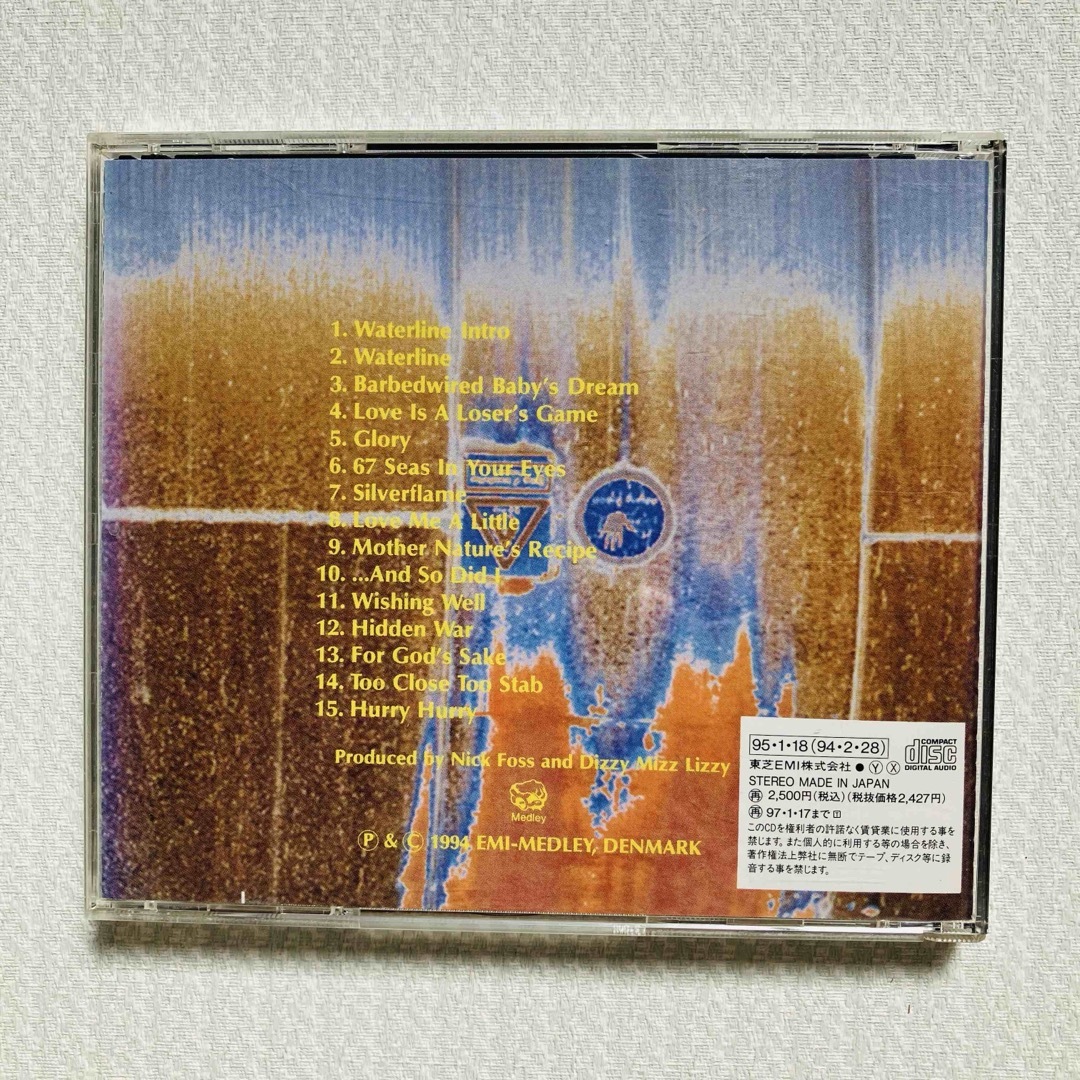 1. Waterline Intro
2. Waterline
3. Barbedwired Baby's Dream
4. Love Is A Loser's Game
5. Glory
6. 67 Seas In Your Eyes
7. Silverflame
8. Love Me A Little
9. Mother Nature's Recipe
10. ...And So Did I
11. Wishing Well
12. Hidden War
13. For God's Sake
14. Too Close Top Stab
15. Hurry Hurry
Produced by Nick Foss and Dizzy Mizz Lizzy
Medley
Ⓟ & Ⓒ 1994 EMI-MEDLEY, DENMARK
95・1・18 (94・2・28)
COMPACT
disc
DIGITAL AUDIO
東芝EMI株式会社 ● Ⓨ Ⓧ
STEREO MADE IN JAPAN
再 2,500円(税込)(税抜価格2,427円)
再 97・1・17まで
このCDを権利者の許諾なく賃貸業に使用する事を
禁じます。また個人的に利用する等の場合を除き、
著作権法上弊社に無断でテープ、ディスク等に録
音する事を禁じます。